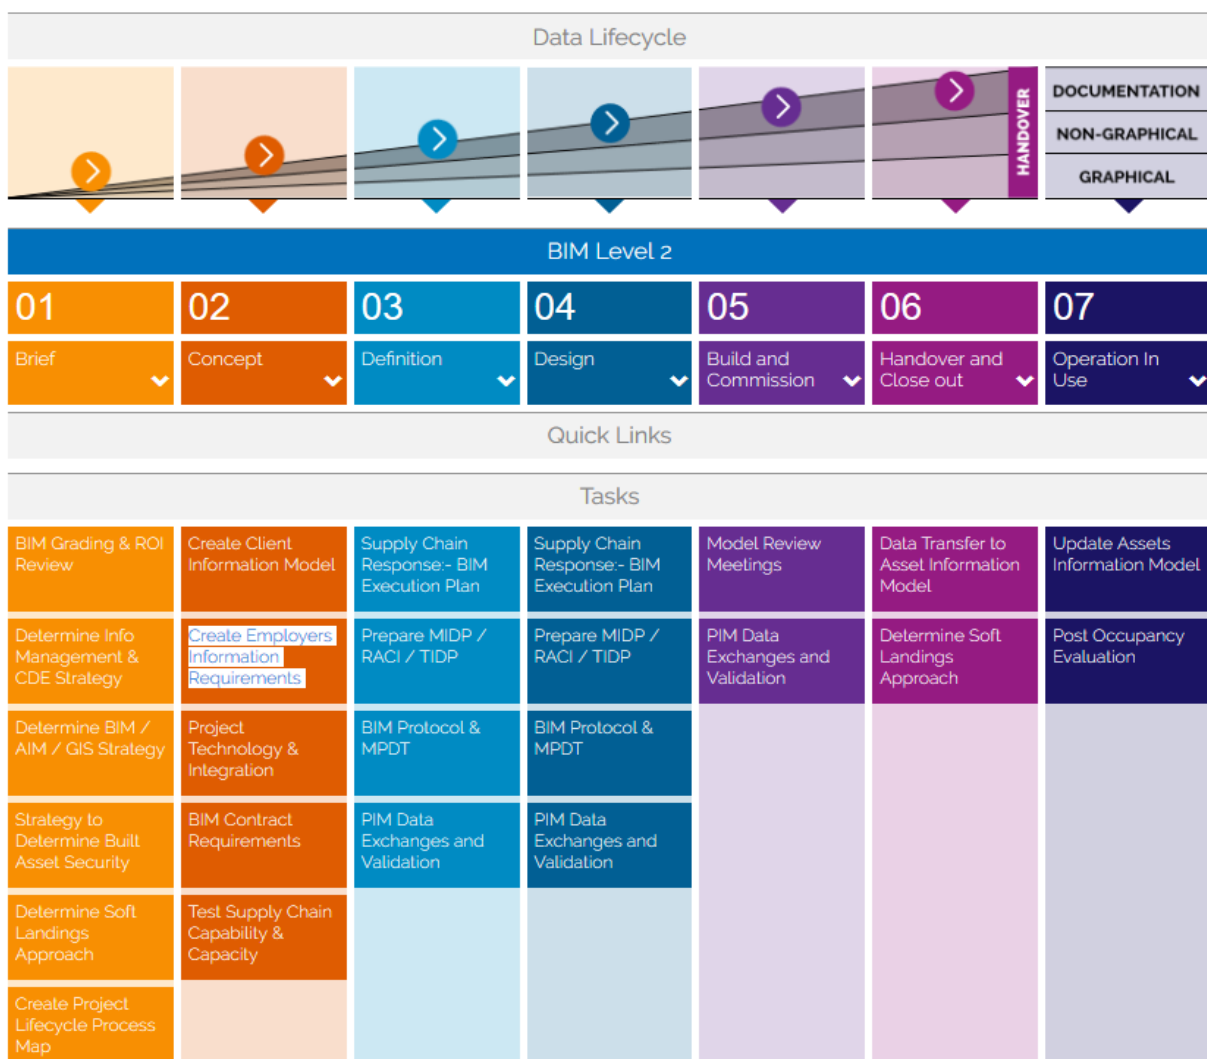 Data Lifecycle
HANDOVER
DOCUMENTATION
NON-GRAPHICAL
GRAPHICAL
BIM Level 2
01
02
03
04
05
06
07
Brief
Concept
Definition
Design
Build and
Commission
Handover and
Close out
Operation In
Use
Quick Links
Tasks
BIM Grading & ROI
Review
Create Client
Information Model
Supply Chain
Response:- BIM
Execution Plan
Supply Chain
Response:- BIM
Execution Plan
Model Review
Meetings
Data Transfer to
Asset Information
Model
Update Assets
Information Model
Determine Info
Management &
CDE Strategy
Create Employers
Information
Requirements
Prepare MIDP /
RACI / TIDP
Prepare MIDP /
RACI / TIDP
PIM Data
Exchanges and
Validation
Determine Soft
Landings
Approach
Post Occupancy
Evaluation
Determine BIM /
AIM / GIS Strategy
Project
Technology &
Integration
BIM Protocol &
MPDT
BIM Protocol &
MPDT
Strategy to
Determine Built
Asset Security
BIM Contract
Requirements
PIM Data
Exchanges and
Validation
PIM Data
Exchanges and
Validation
Determine Soft
Landings
Approach
Test Supply Chain
Capability &
Capacity
Create Project
Lifecycle Process
Map